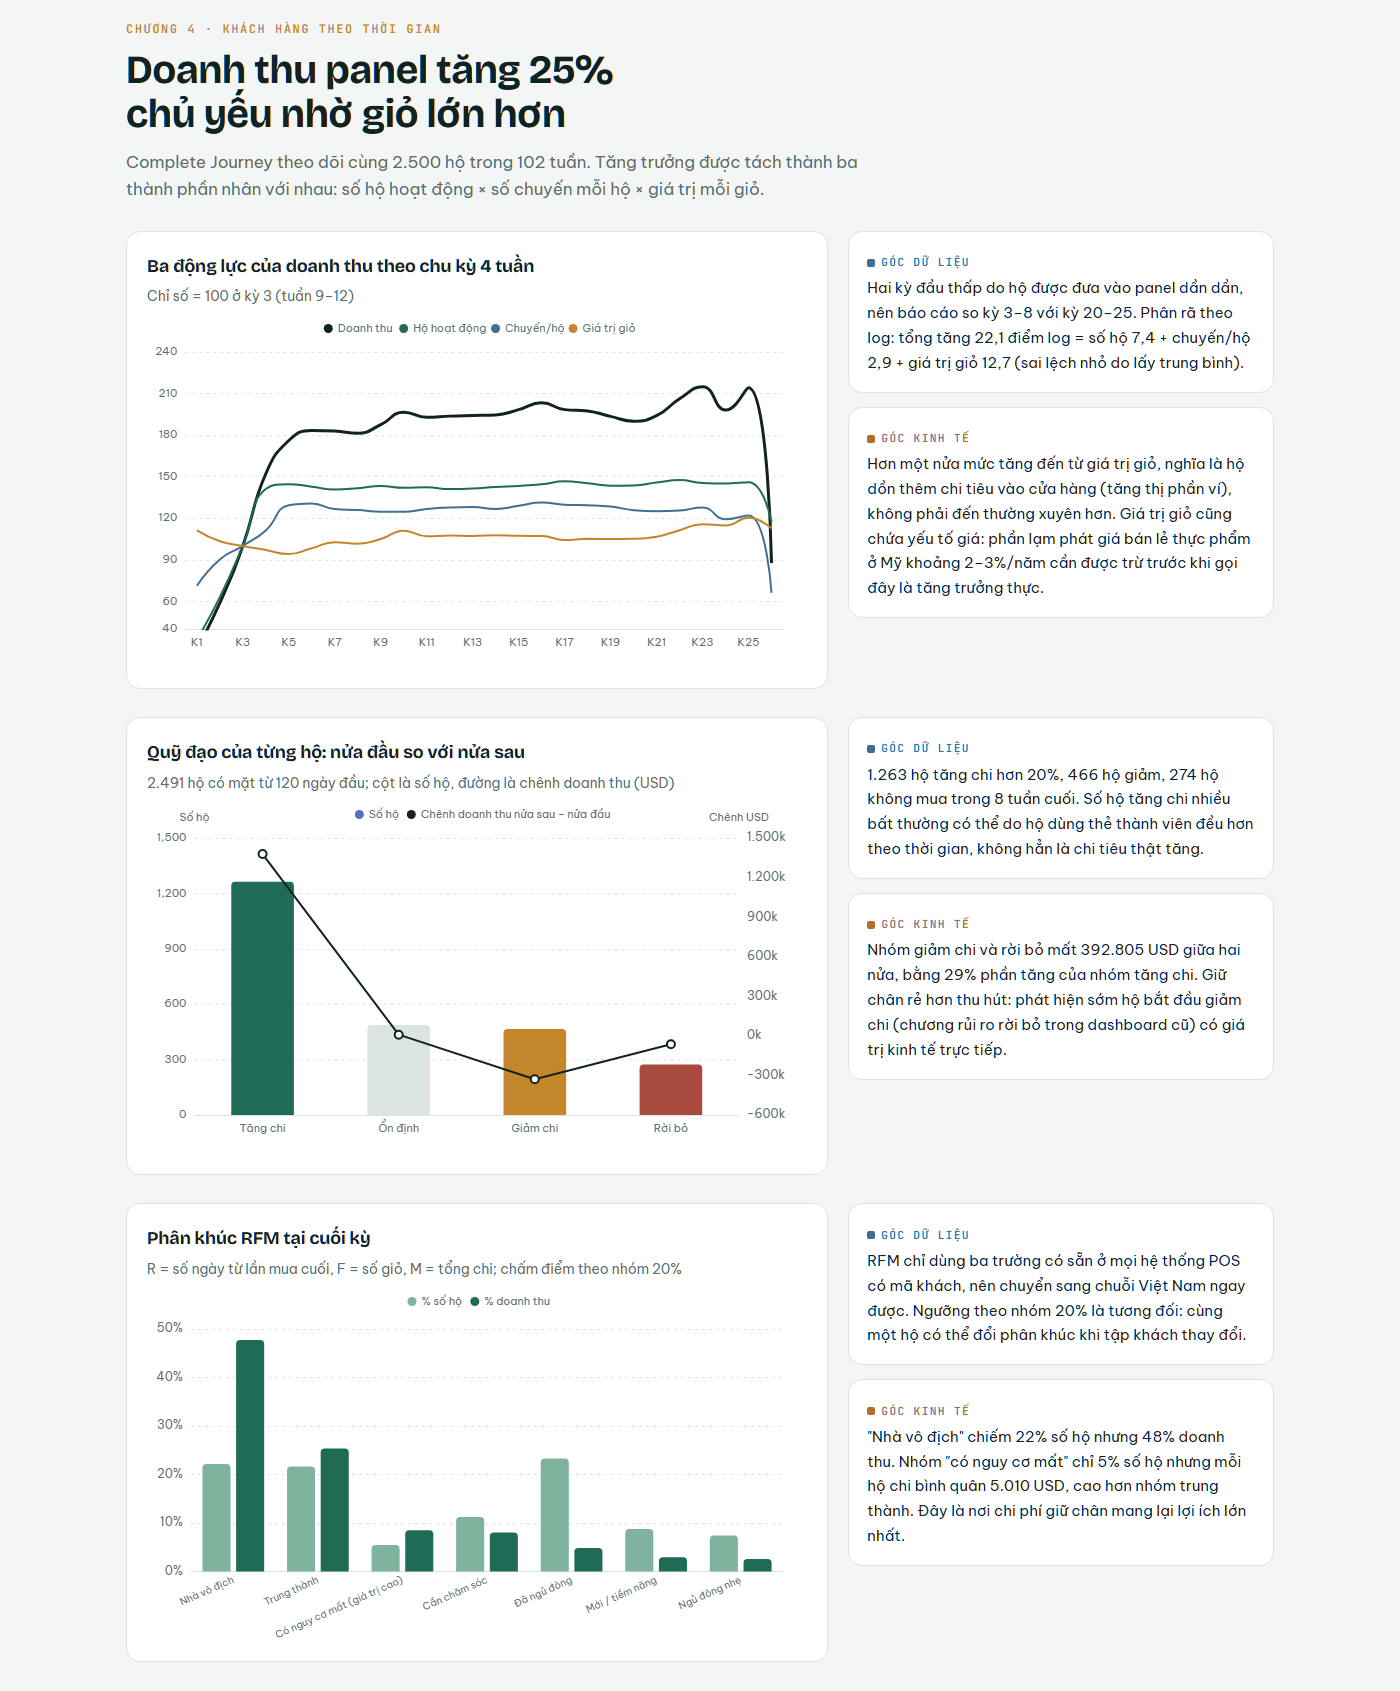 CHƯƠNG 4 · KHÁCH HÀNG THEO THỜI GIAN
Doanh thu panel tăng 25%
chủ yếu nhờ giỏ lớn hơn
Complete Journey theo dõi cùng 2.500 hộ trong 102 tuần. Tăng trưởng được tách thành ba
thành phần nhân với nhau: số hộ hoạt động × số chuyến mỗi hộ × giá trị mỗi giỏ.
Ba động lực của doanh thu theo chu kỳ 4 tuần
Chỉ số = 100 ở kỳ 3 (tuần 9–12)
Doanh thu Hộ hoạt động Chuyến/hộ Giá trị giỏ
240
210
180
150
120
90
60
40
K1 K3 K5 K7 K9 K11 K13 K15 K17 K19 K21 K23 K25
GÓC DỮ LIỆU
Hai kỳ đầu thấp do hộ được đưa vào panel dần dần,
nên báo cáo so kỳ 3–8 với kỳ 20–25. Phân rã theo
log: tổng tăng 22,1 điểm log = số hộ 7,4 + chuyến/hộ
2,9 + giá trị giỏ 12,7 (sai lệch nhỏ do lấy trung bình).
GÓC KINH TẾ
Hơn một nửa mức tăng đến từ giá trị giỏ, nghĩa là hộ
dồn thêm chi tiêu vào cửa hàng (tăng thị phần ví),
không phải đến thường xuyên hơn. Giá trị giỏ cũng
chứa yếu tố giá: phần lạm phát giá bán lẻ thực phẩm
ở Mỹ khoảng 2–3%/năm cần được trừ trước khi gọi
đây là tăng trưởng thực.
Quỹ đạo của từng hộ: nửa đầu so với nửa sau
2.491 hộ có mặt từ 120 ngày đầu; cột là số hộ, đường là chênh doanh thu (USD)
Số hộ Chênh doanh thu nửa sau − nửa đầu
Số hộ
Chênh USD
1,500
1,200
900
600
300
0
1.500k
1.200k
900k
600k
300k
0k
-300k
-600k
Tăng chi Ổn định Giảm chi Rời bỏ
GÓC DỮ LIỆU
1.263 hộ tăng chi hơn 20%, 466 hộ giảm, 274 hộ
không mua trong 8 tuần cuối. Số hộ tăng chi nhiều
bất thường có thể do hộ dùng thẻ thành viên đều hơn
theo thời gian, không hẳn là chi tiêu thật tăng.
GÓC KINH TẾ
Nhóm giảm chi và rời bỏ mất 392.805 USD giữa hai
nửa, bằng 29% phần tăng của nhóm tăng chi. Giữ
chân rẻ hơn thu hút: phát hiện sớm hộ bắt đầu giảm
chi (chương rủi ro rời bỏ trong dashboard cũ) có giá
trị kinh tế trực tiếp.
Phân khúc RFM tại cuối kỳ
R = số ngày từ lần mua cuối, F = số giỏ, M = tổng chi; chấm điểm theo nhóm 20%
% số hộ % doanh thu
50%
40%
30%
20%
10%
0%
Nhà vô địch
Trung thành
Có nguy cơ mất (giá trị cao)
Cần chăm sóc
Đã ngủ đông
Mới / tiềm năng
Ngủ đông nhẹ
GÓC DỮ LIỆU
RFM chỉ dùng ba trường có sẵn ở mọi hệ thống POS
có mã khách, nên chuyển sang chuỗi Việt Nam ngay
được. Ngưỡng theo nhóm 20% là tương đối: cùng
một hộ có thể đổi phân khúc khi tập khách thay đổi.
GÓC KINH TẾ
"Nhà vô địch" chiếm 22% số hộ nhưng 48% doanh
thu. Nhóm "có nguy cơ mất" chỉ 5% số hộ nhưng mỗi
hộ chi bình quân 5.010 USD, cao hơn nhóm trung
thành. Đây là nơi chi phí giữ chân mang lại lợi ích lớn
nhất.